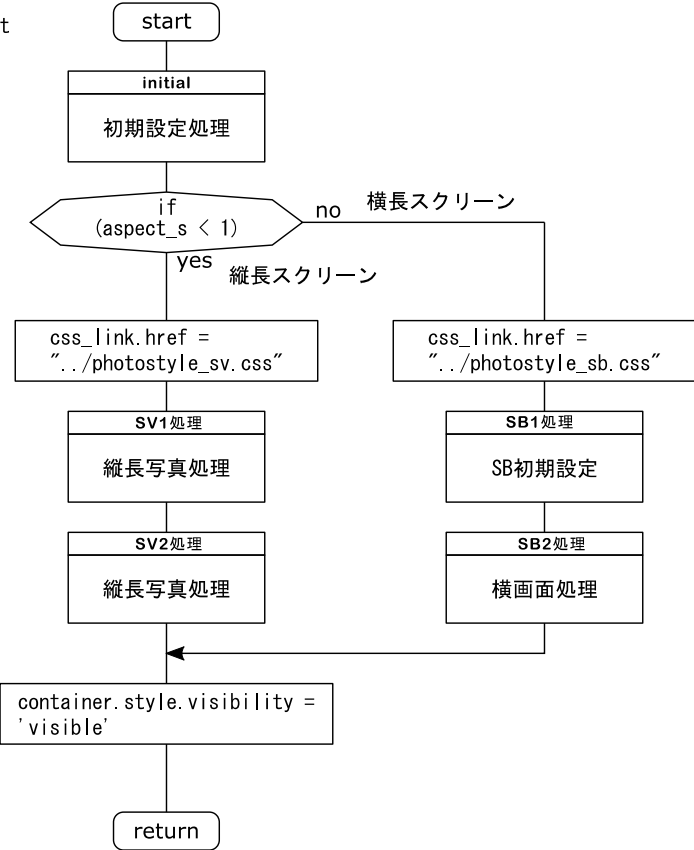 t
start
initial
初期設定処理
if
(aspect_s < 1)
no
横長スクリーン
yes
縦長スクリーン
css_link.href =
"../photostyle_sv.css"
SV1処理
縦長写真処理
SV2処理
縦長写真処理
css_link.href =
"../photostyle_sb.css"
SB1処理
SB初期設定
SB2処理
横画面処理
container.style.visibility =
'visible'
return